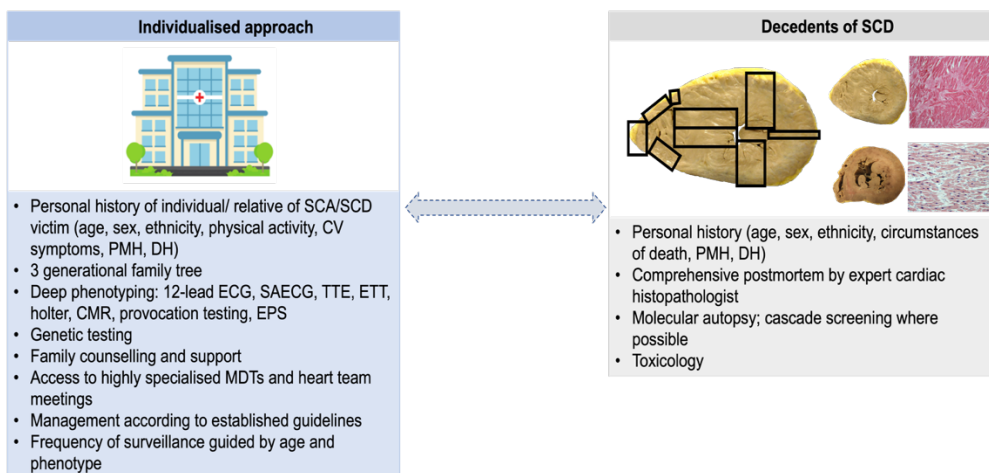 Individualised approach
• Personal history of individual/ relative of SCA/SCD
victim (age, sex, ethnicity, physical activity, CV
symptoms, PMH, DH)
• 3 generational family tree
• Deep phenotyping: 12-lead ECG, SAECG, TTE, ETT,
holter, CMR, provocation testing, EPS
• Genetic testing
• Family counselling and support
• Access to highly specialised MDTs and heart team
meetings
• Management according to established guidelines
• Frequency of surveillance guided by age and
phenotype
Decedents of SCD
• Personal history (age, sex, ethnicity, circumstances
of death, PMH, DH)
• Comprehensive postmortem by expert cardiac
histopathologist
• Molecular autopsy; cascade screening where
possible
• Toxicology